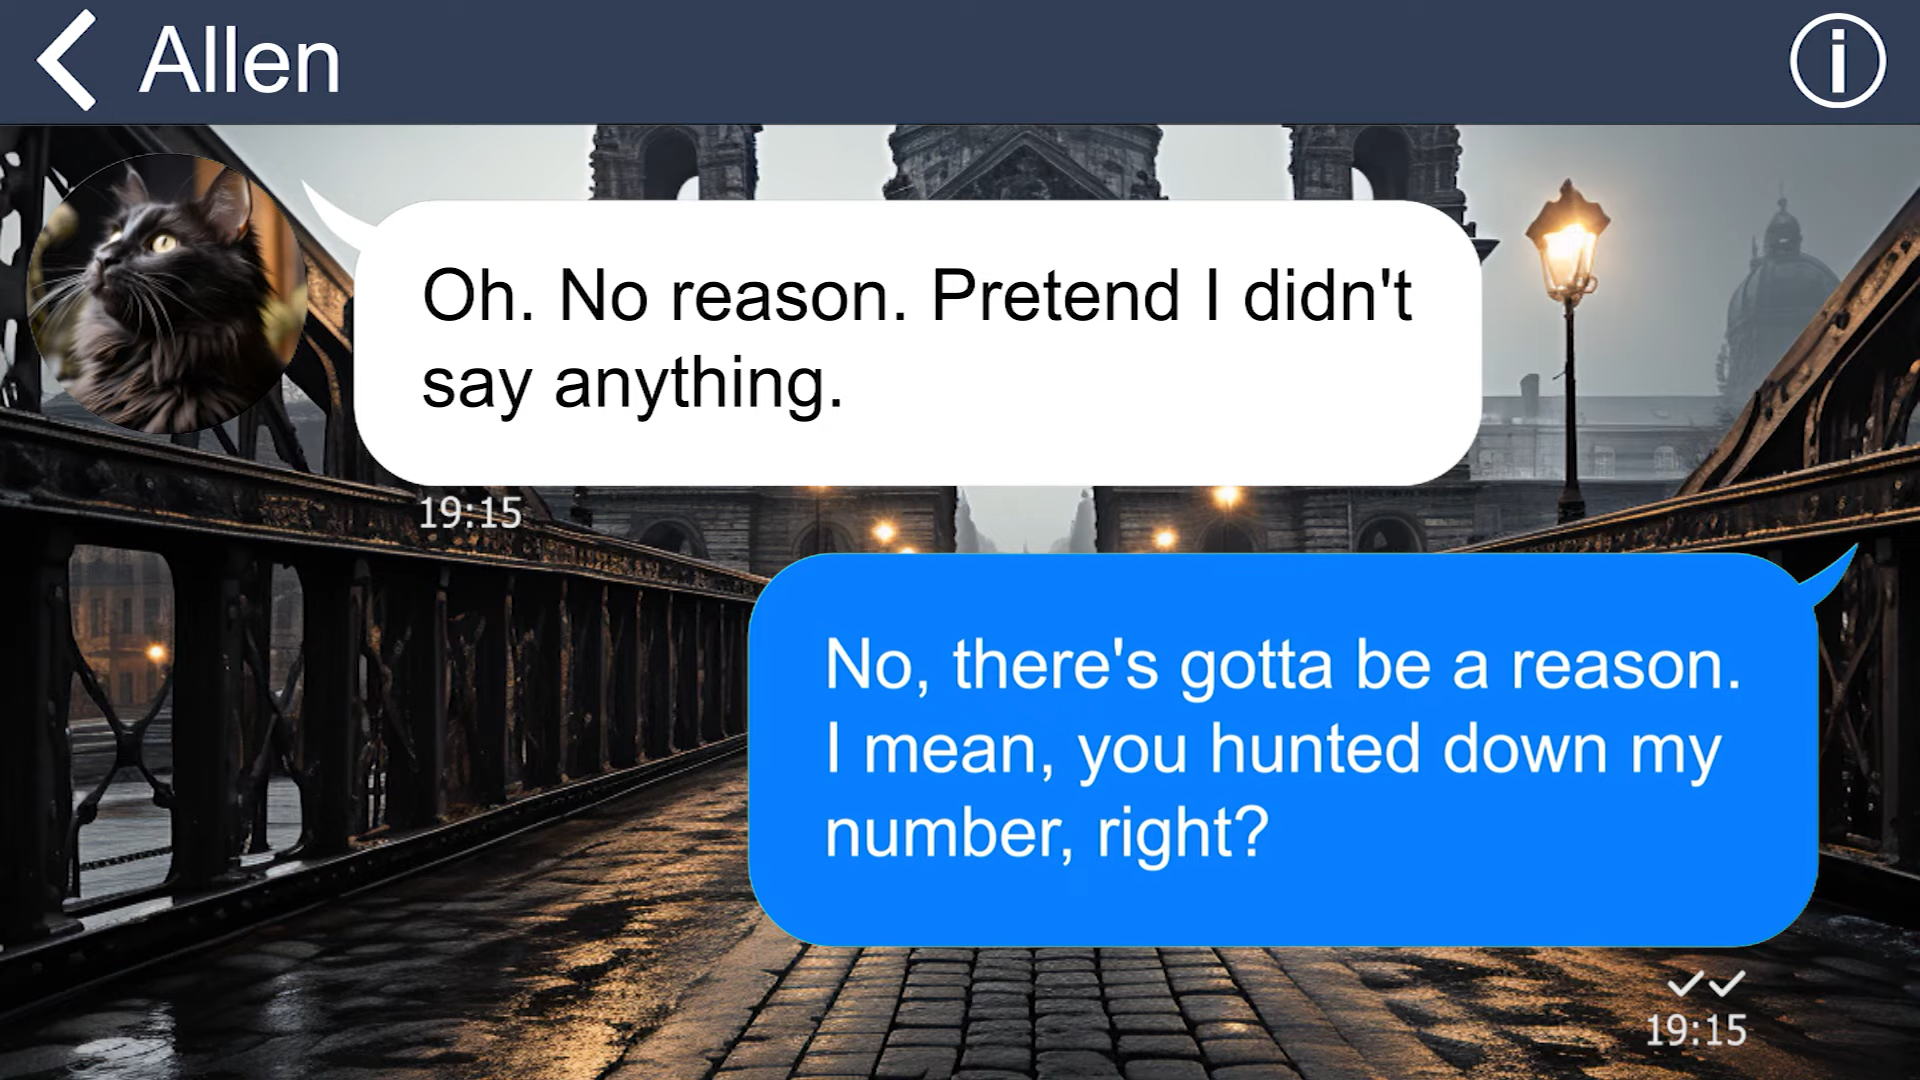 Allen
Oh. No reason. Pretend I didn't
say anything.
19:15
No, there's gotta be a reason.
I mean, you hunted down my
number, right?
19:15